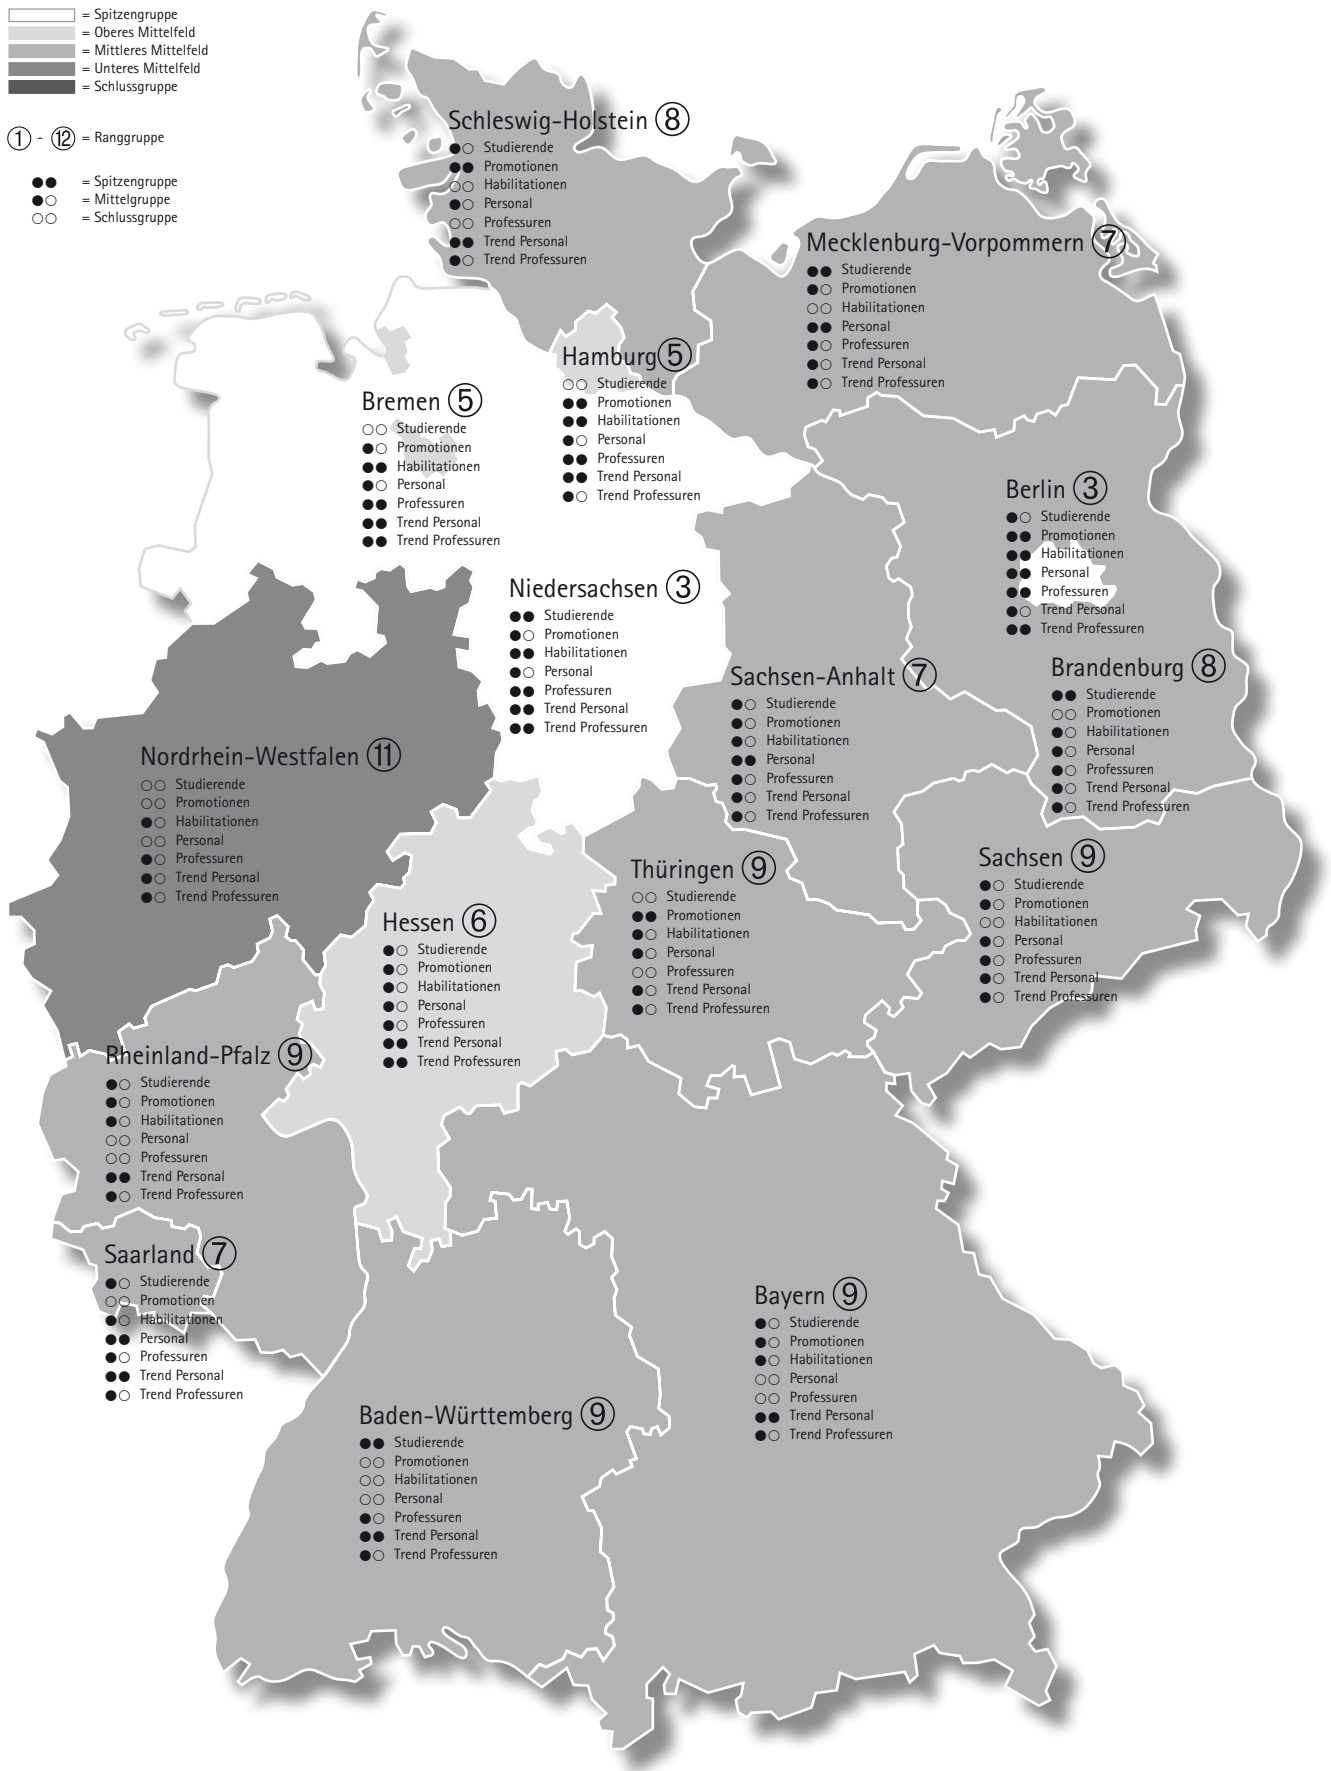 = Spitzengruppe
= Oberes Mittelfeld
= Mittleres Mittelfeld
= Unteres Mittelfeld
= Schlussgruppe
① - ⑫ = Ranggruppe
●● = Spitzengruppe
●○ = Mittelgruppe
○○ = Schlussgruppe
Schleswig-Holstein ⑧
●○ Studierende
●● Promotionen
○○ Habilitationen
●○ Personal
○○ Professuren
●● Trend Personal
●○ Trend Professuren
Mecklenburg-Vorpommern ⑦
●● Studierende
●○ Promotionen
○○ Habilitationen
●● Personal
●○ Professuren
●○ Trend Personal
●○ Trend Professuren
Hamburg ⑤
○○ Studierende
●● Promotionen
●● Habilitationen
●○ Personal
●● Professuren
●● Trend Personal
●○ Trend Professuren
Bremen ⑤
○○ Studierende
●○ Promotionen
●● Habilitationen
●○ Personal
●● Professuren
●● Trend Personal
●● Trend Professuren
Berlin ③
●○ Studierende
●● Promotionen
●● Habilitationen
●● Personal
●● Professuren
●○ Trend Personal
●● Trend Professuren
Niedersachsen ③
●● Studierende
●○ Promotionen
●● Habilitationen
●○ Personal
●● Professuren
●● Trend Personal
●● Trend Professuren
Brandenburg ⑧
●● Studierende
○○ Promotionen
●○ Habilitationen
●○ Personal
●○ Professuren
●○ Trend Personal
●○ Trend Professuren
Sachsen-Anhalt ⑦
●○ Studierende
●○ Promotionen
●○ Habilitationen
●● Personal
●○ Professuren
●○ Trend Personal
●○ Trend Professuren
Nordrhein-Westfalen ⑪
○○ Studierende
○○ Promotionen
●○ Habilitationen
○○ Personal
●○ Professuren
●○ Trend Personal
●○ Trend Professuren
Sachsen ⑨
●○ Studierende
●○ Promotionen
○○ Habilitationen
●○ Personal
●○ Professuren
●○ Trend Personal
●○ Trend Professuren
Thüringen ⑨
○○ Studierende
●● Promotionen
●○ Habilitationen
●○ Personal
○○ Professuren
●○ Trend Personal
●○ Trend Professuren
Hessen ⑥
●○ Studierende
●○ Promotionen
●○ Habilitationen
●○ Personal
●○ Professuren
●● Trend Personal
●● Trend Professuren
Rheinland-Pfalz ⑨
●○ Studierende
●○ Promotionen
●○ Habilitationen
○○ Personal
○○ Professuren
●● Trend Personal
●○ Trend Professuren
Saarland ⑦
●○ Studierende
○○ Promotionen
●○ Habilitationen
●● Personal
●○ Professuren
●● Trend Personal
●○ Trend Professuren
Bayern ⑨
●○ Studierende
●○ Promotionen
●○ Habilitationen
○○ Personal
○○ Professuren
●● Trend Personal
●○ Trend Professuren
Baden-Württemberg ⑨
●● Studierende
○○ Promotionen
○○ Habilitationen
○○ Personal
●○ Professuren
●● Trend Personal
●○ Trend Professuren